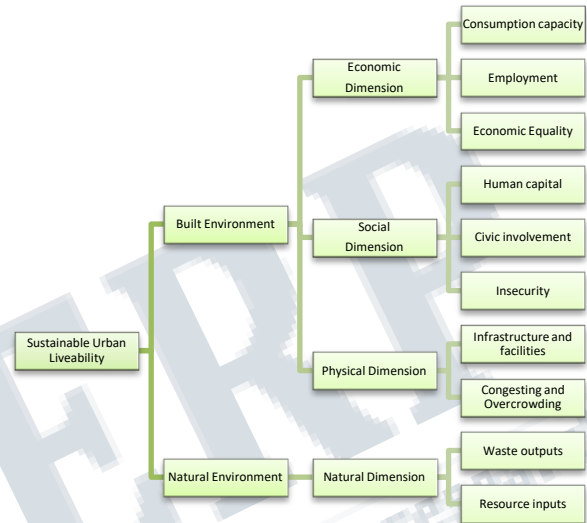 Sustainable Urban
Liveability
Built Environment
Economic
Dimension
Consumption capacity
Employment
Economic Equality
Social
Dimension
Human capital
Civic involvement
Insecurity
Physical Dimension
Infrastructure and
facilities
Congesting and
Overcrowding
Natural Environment
Natural Dimension
Waste outputs
Resource inputs